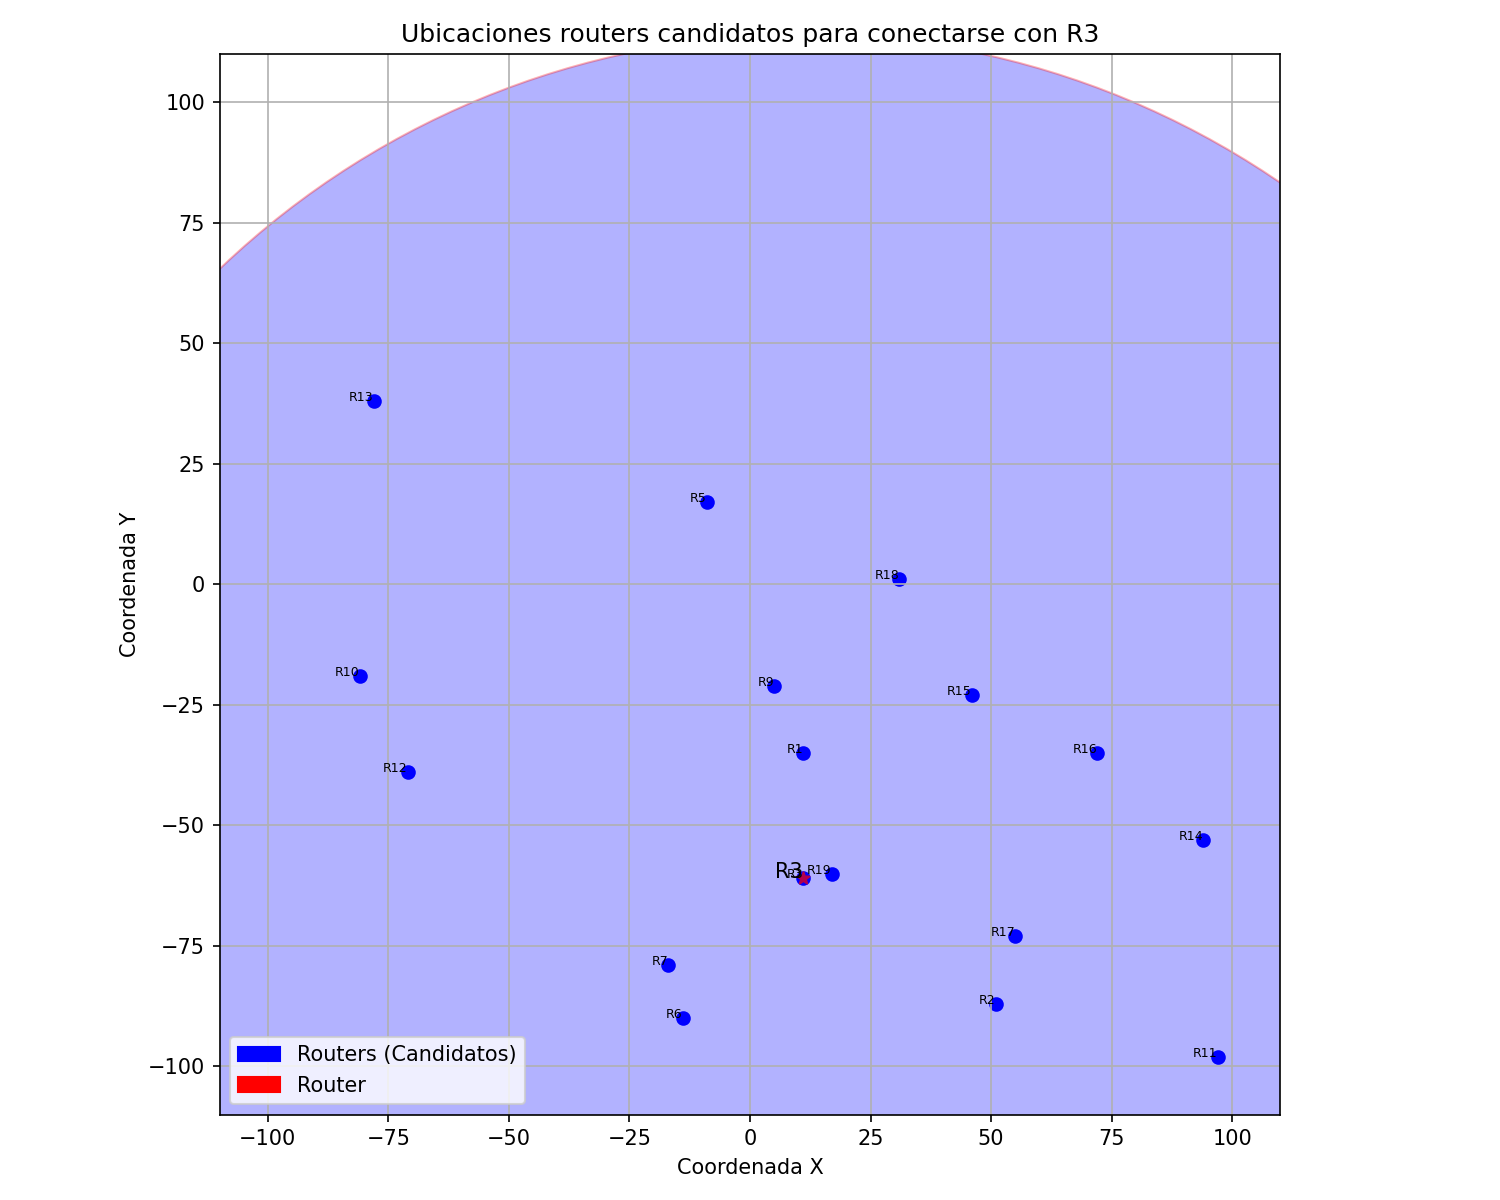 Ubicaciones routers candidatos para conectarse con R3
Coordenada Y
100
75
50
25
0
−25
−50
−75
−100
R13
R5
R18
R10
R9
R15
R1
R16
R12
R14
R3
R19
R17
R7
R2
R6
R11
Routers (Candidatos)
Router
−100 −75 −50 −25 0 25 50 75 100
Coordenada X